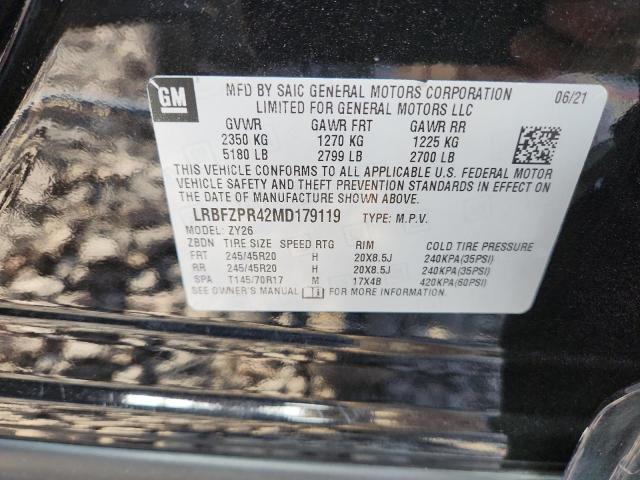 GM
MFD BY SAIC GENERAL MOTORS CORPORATION 06/21
LIMITED FOR GENERAL MOTORS LLC
GVWR GAWR FRT GAWR RR
2350 KG 1270 KG 1225 KG
5180 LB 2799 LB 2700 LB
THIS VEHICLE CONFORMS TO ALL APPLICABLE U.S. FEDERAL MOTOR
VEHICLE SAFETY AND THEFT PREVENTION STANDARDS IN EFFECT ON
THE DATE OF MANUFACTURE SHOWN ABOVE.
LRBFZPR42MD179119 TYPE: M.P.V.
MODEL: ZY26
ZBDN TIRE SIZE SPEED RTG RIM COLD TIRE PRESSURE
FRT 245/45R20 H 20X8.5J 240KPA(35PSI)
RR 245/45R20 H 20X8.5J 240KPA(35PSI)
SPA T145/70R17 M 17X4B 420KPA(60PSI)
SEE OWNER'S MANUAL FOR MORE INFORMATION.